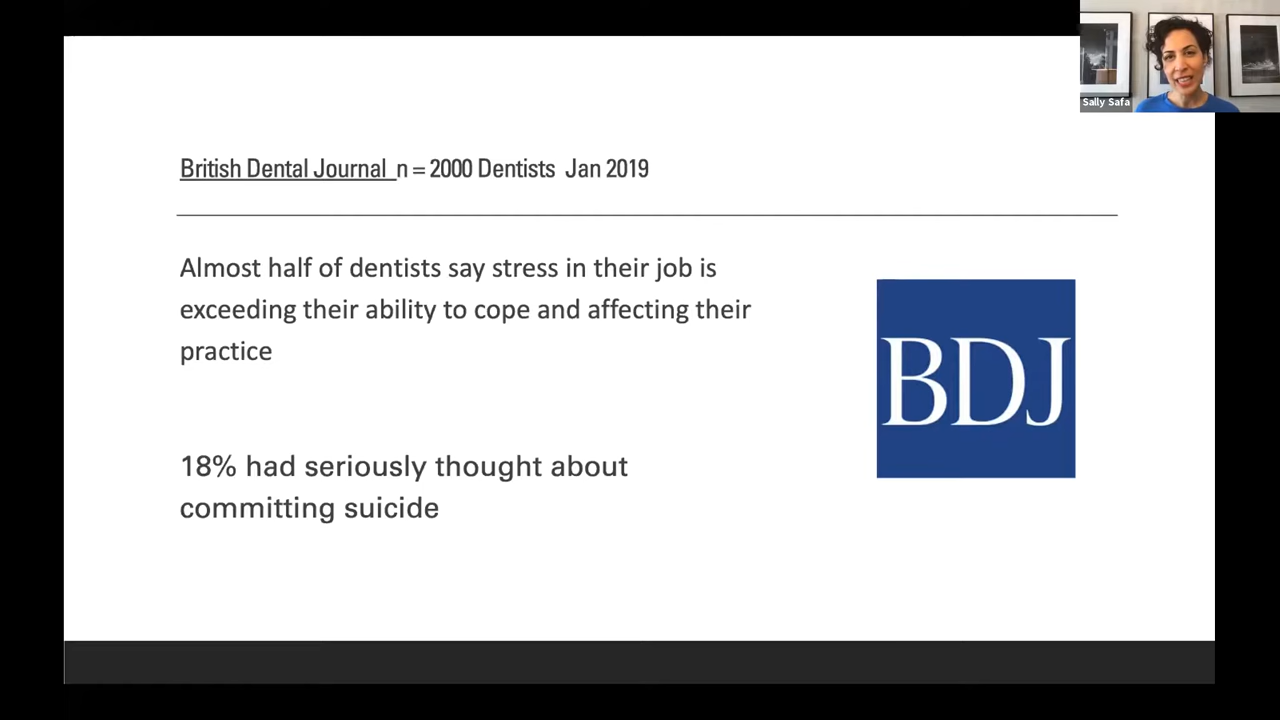 Sally Safa
British Dental Journal n = 2000 Dentists Jan 2019
Almost half of dentists say stress in their job is
exceeding their ability to cope and affecting their
practice
BDJ
18% had seriously thought about
committing suicide